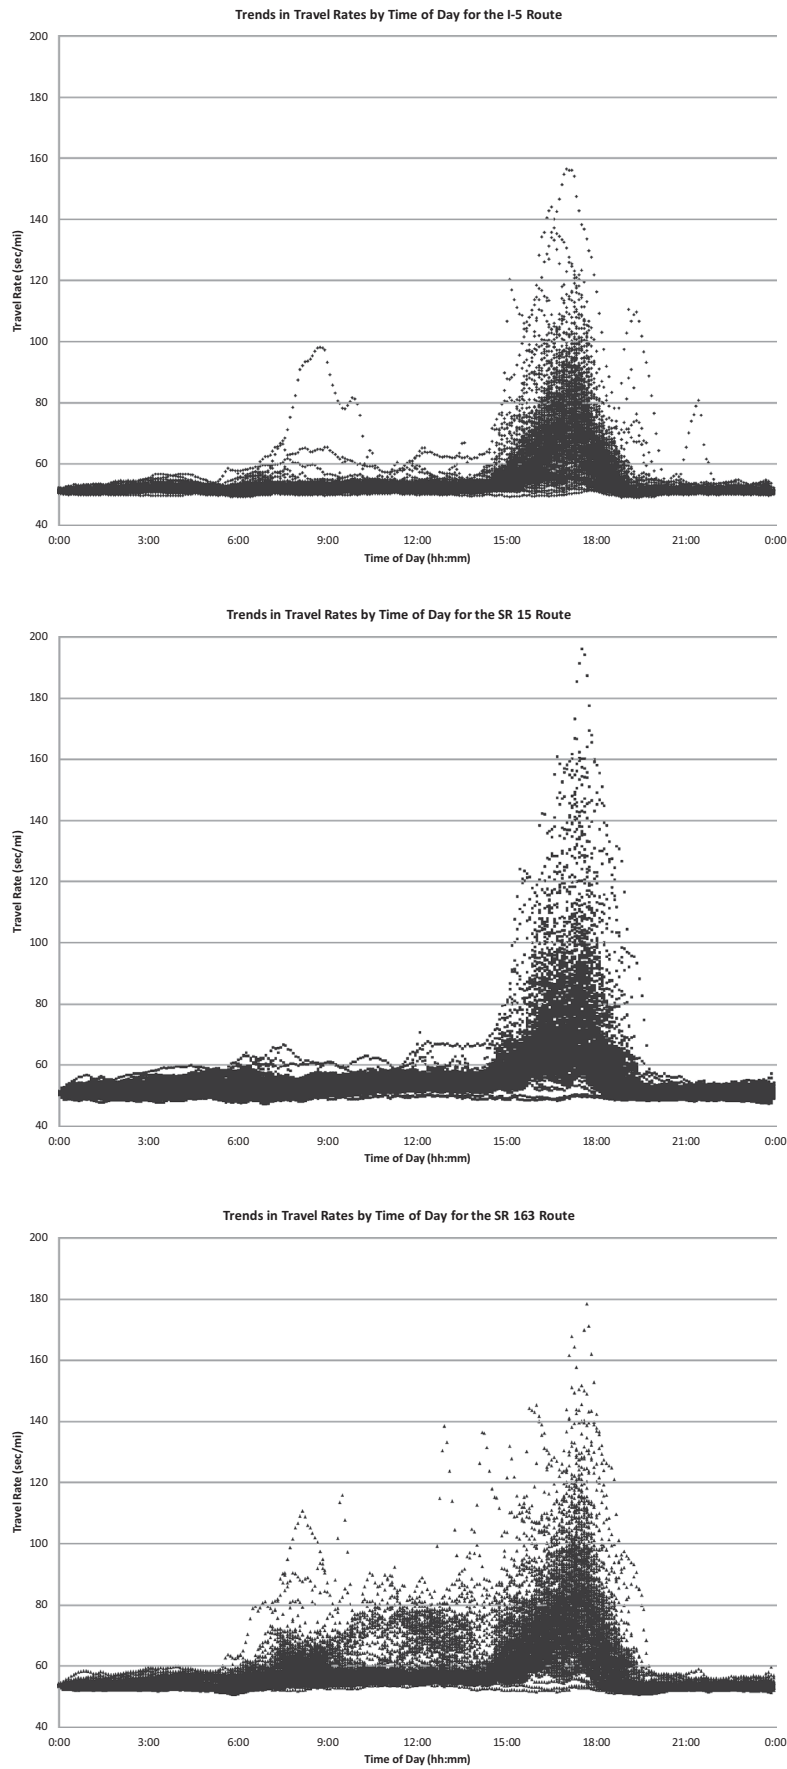 Trends in Travel Rates by Time of Day for the I-5 Route
200
180
160
140
120
100
80
60
40
Travel Rate (sec/mi)
0:00 3:00 6:00 9:00 12:00 15:00 18:00 21:00 0:00
Time of Day (hh:mm)
Trends in Travel Rates by Time of Day for the SR 15 Route
200
180
160
140
120
100
80
60
40
Travel Rate (sec/mi)
0:00 3:00 6:00 9:00 12:00 15:00 18:00 21:00 0:00
Time of Day (hh:mm)
Trends in Travel Rates by Time of Day for the SR 163 Route
200
180
160
140
120
100
80
60
40
Travel Rate (sec/mi)
0:00 3:00 6:00 9:00 12:00 15:00 18:00 21:00 0:00
Time of Day (hh:mm)